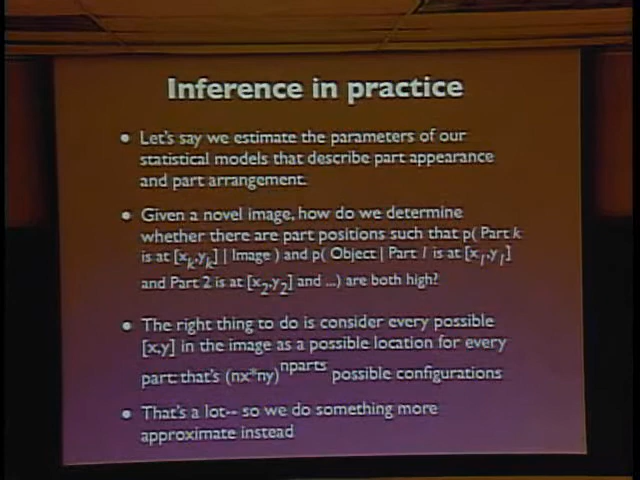 Inference in practice
• Let's say we estimate the parameters of our
statistical models that describe part appearance
and part arrangement.
• Given a novel image, how do we determine
whether there are part positions such that p( Part k
is at [xk,yk] | Image ) and p( Object | Part 1 is at [x1,y1]
and Part 2 is at [x2,y2] and ...) are both high?
• The right thing to do is consider every possible
[x,y] in the image as a possible location for every
part: that's (nx*ny)^nparts possible configurations
• That's a lot-- so we do something more
approximate instead